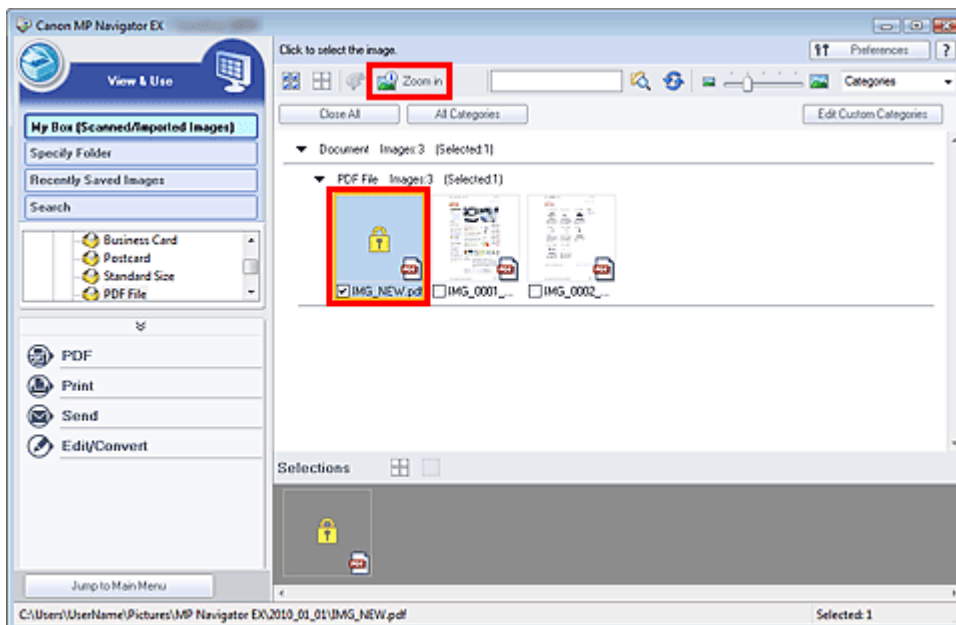 Canon MP Navigator EX
View & Use
My Box (Scanned/Imported Images)
Specify Folder
Recently Saved Images
Search
Business Card
Postcard
Standard Size
PDF File
PDF
Print
Send
Edit/Convert
Jump to Main Menu
Click to select the image.
Preferences
?
Zoom in
Categories
Close All
All Categories
Edit Custom Categories
Document Images:3 (Selected:1)
PDF File Images:3 (Selected:1)
PDF
PDF
PDF
IMG_NEW.pdf
IMG_0001_...
IMG_0002_...
Selections
PDF
C:\Users\UserName\Pictures\MP Navigator EX\2010_01_01\IMG_NEW.pdf
Selected: 1